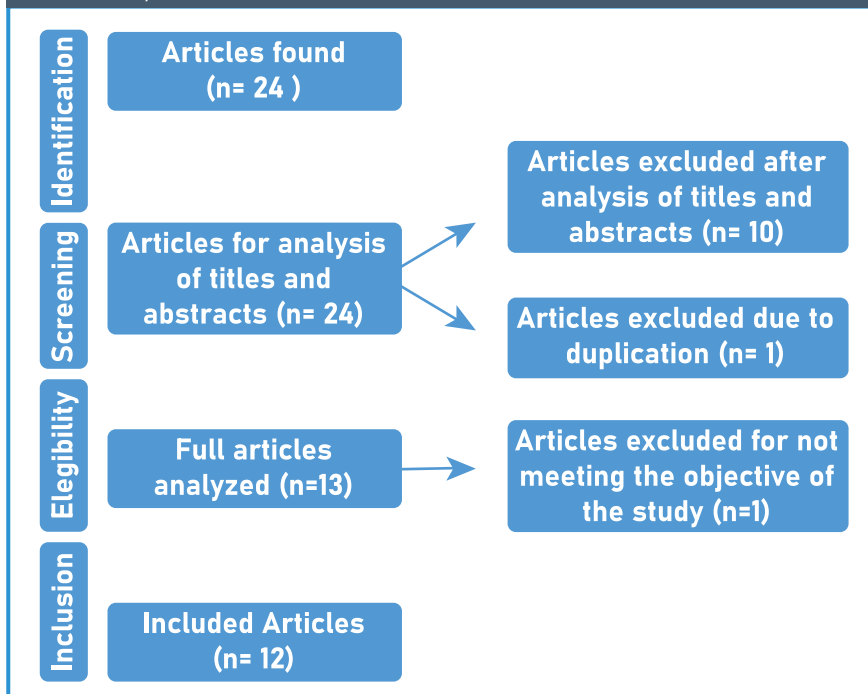 Identification
Articles found
(n= 24 )
Screening
Articles for analysis
of titles and
abstracts (n= 24)
Articles excluded after
analysis of titles and
abstracts (n= 10)
Articles excluded due to
duplication (n= 1)
Elegibility
Full articles
analyzed (n=13)
Articles excluded for not
meeting the objective of
the study (n=1)
Inclusion
Included Articles
(n= 12)